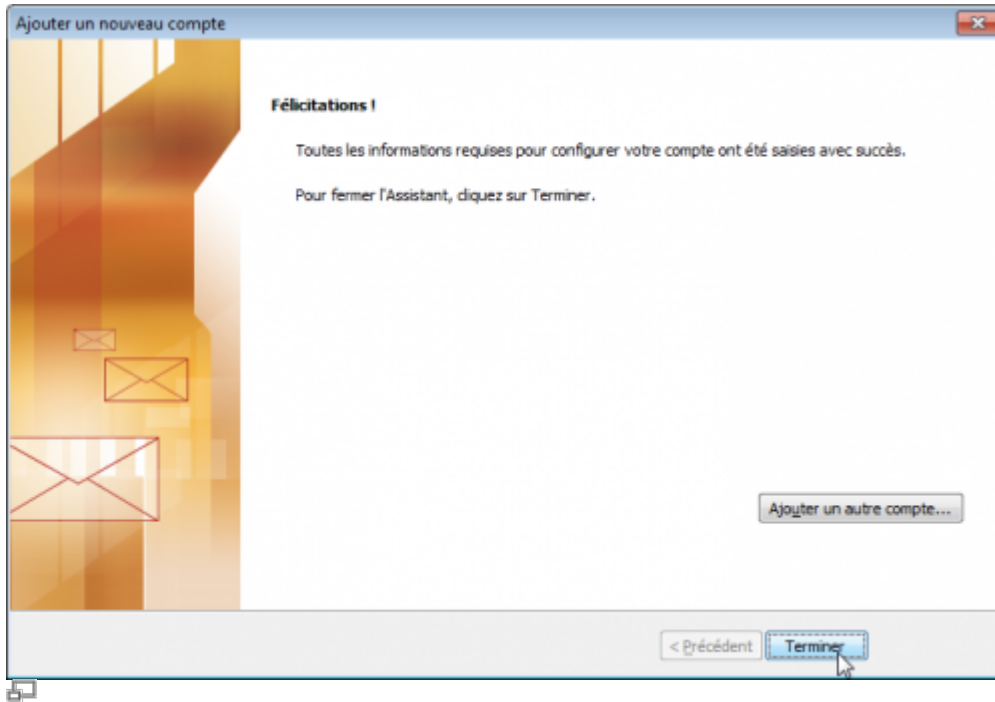 Ajouter un nouveau compte
Félicitations !
Toutes les informations requises pour configurer votre compte ont été saisies avec succès.
Pour fermer l'Assistant, cliquez sur Terminer.
Ajouter un autre compte...
< Précédent
Terminer